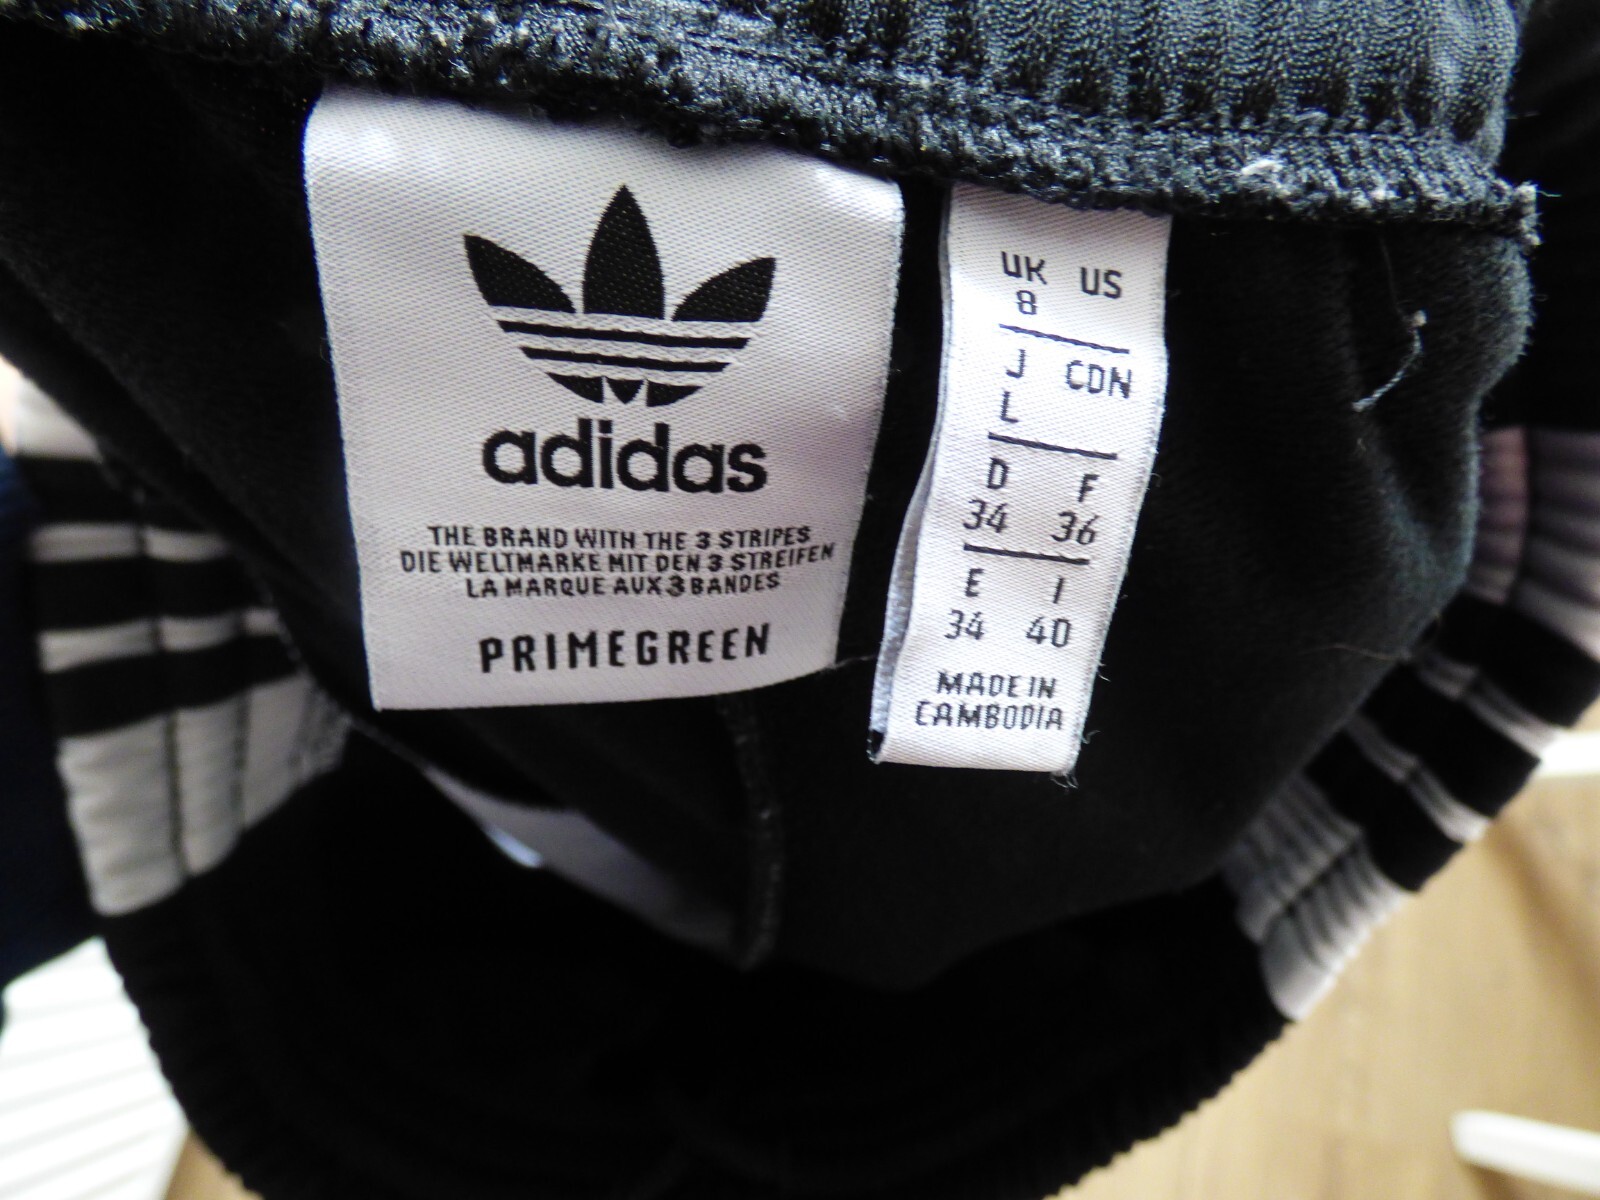 adidas
THE BRAND WITH THE 3 STRIPES
DIE WELTMARKE MIT DEN 3 STREIFEN
LA MARQUE AUX 3 BANDES
PRIMEGREEN
UK US
8
J CDN
L
D F
34 36
E I
34 40
MADE IN
CAMBODIA